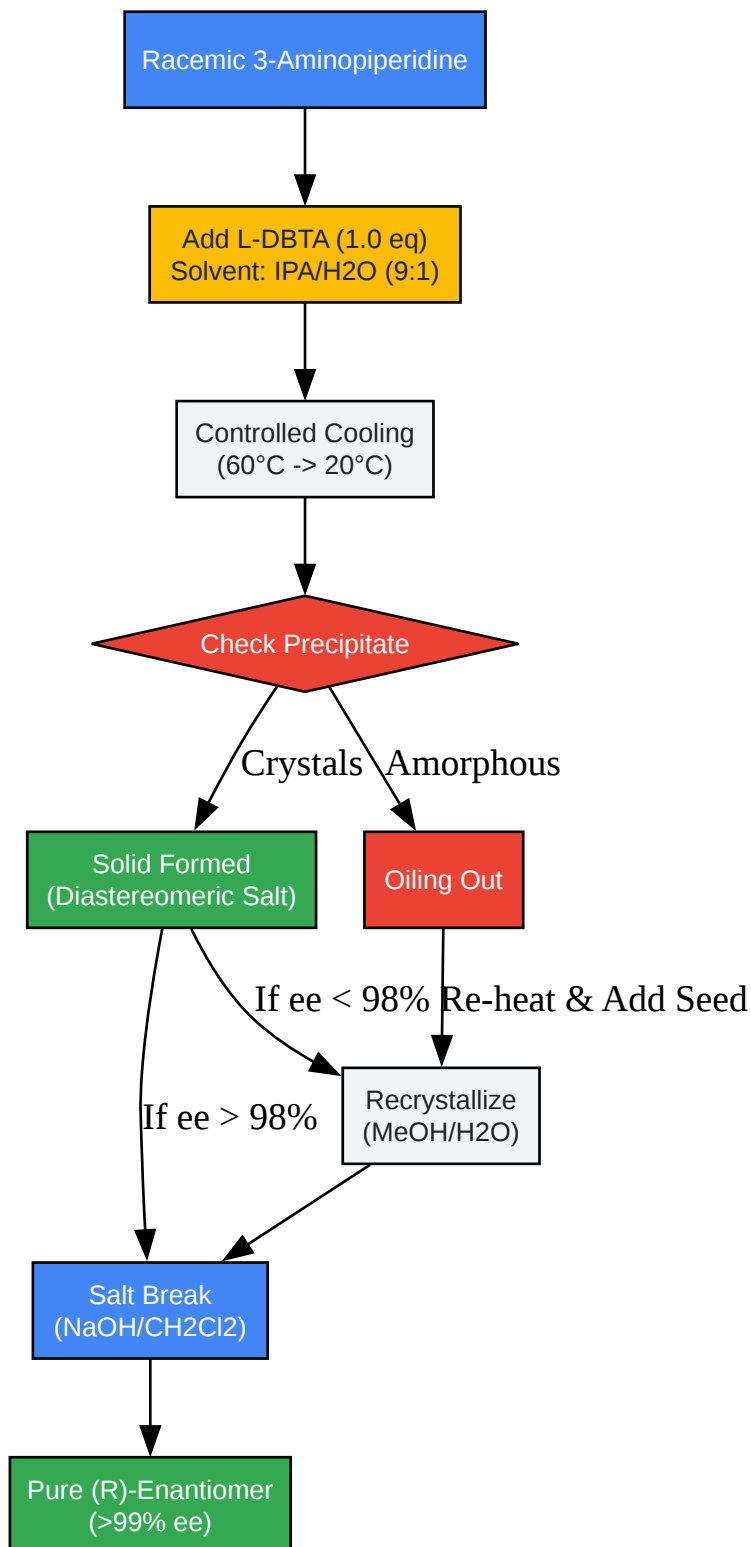 Racemic 3-Aminopiperidine
Add L-DBTA (1.0 eq)
Solvent: IPA/H2O (9:1)
Controlled Cooling
(60°C -> 20°C)
Check Precipitate
Crystals
Amorphous
Solid Formed
(Diastereomeric Salt)
Oiling Out
If ee < 98%
Re-heat & Add Seed
Recrystallize
(MeOH/H2O)
If ee > 98%
Salt Break
(NaOH/CH2Cl2)
Pure (R)-Enantiomer
(>99% ee)